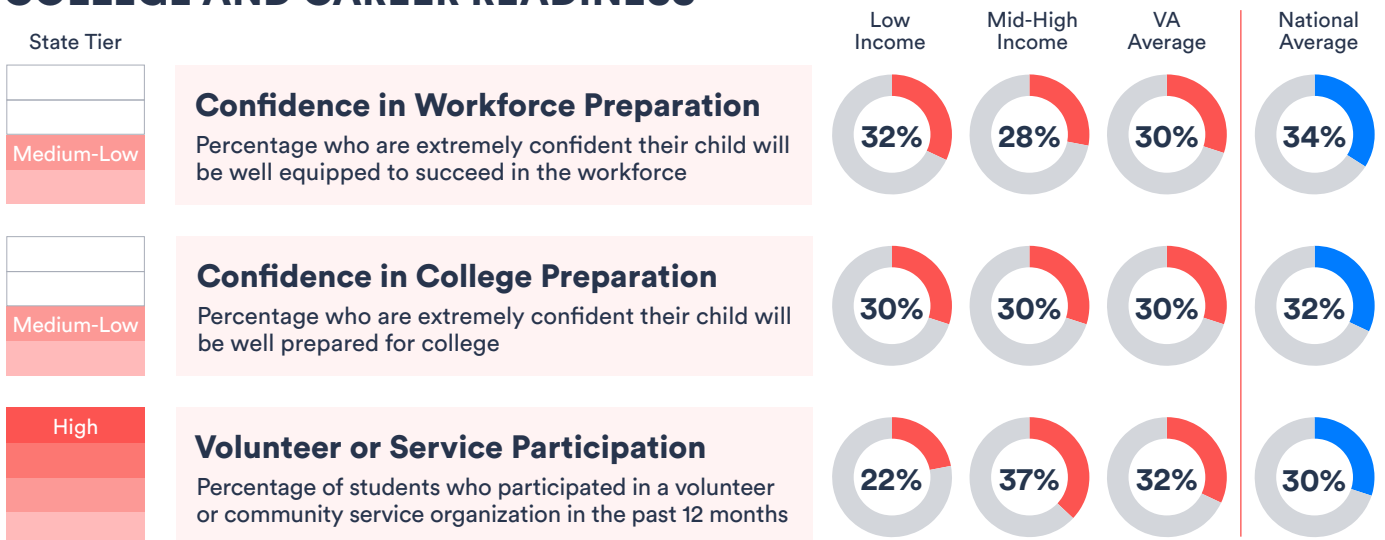 COLLEGE AND CAREER READINESS
State Tier
Low
Income
Mid-High
Income
VA
Average
National
Average
Medium-Low
Confidence in Workforce Preparation
Percentage who are extremely confident their child will
be well equipped to succeed in the workforce
32%
28%
30%
34%
Medium-Low
Confidence in College Preparation
Percentage who are extremely confident their child will
be well prepared for college
30%
30%
30%
32%
High
Volunteer or Service Participation
Percentage of students who participated in a volunteer
or community service organization in the past 12 months
22%
37%
32%
30%